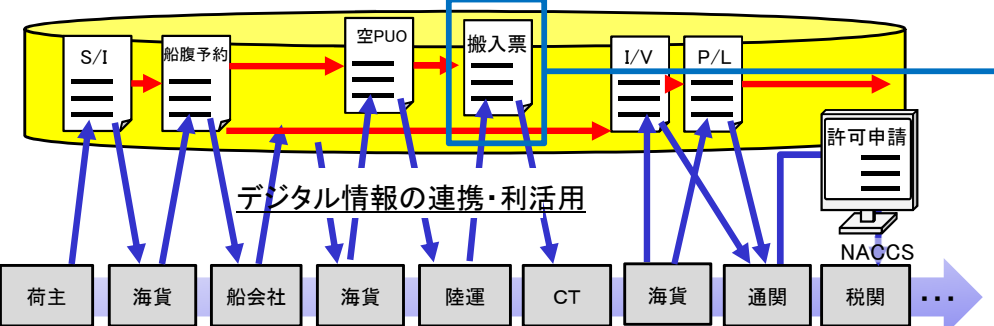 S/I
船腹予約
空PUO
搬入票
I/V
P/L
許可申請
デジタル情報の連携・利活用
NACCS
荷主
海貨
船会社
海貨
陸運
CT
海貨
通関
税関
･･･